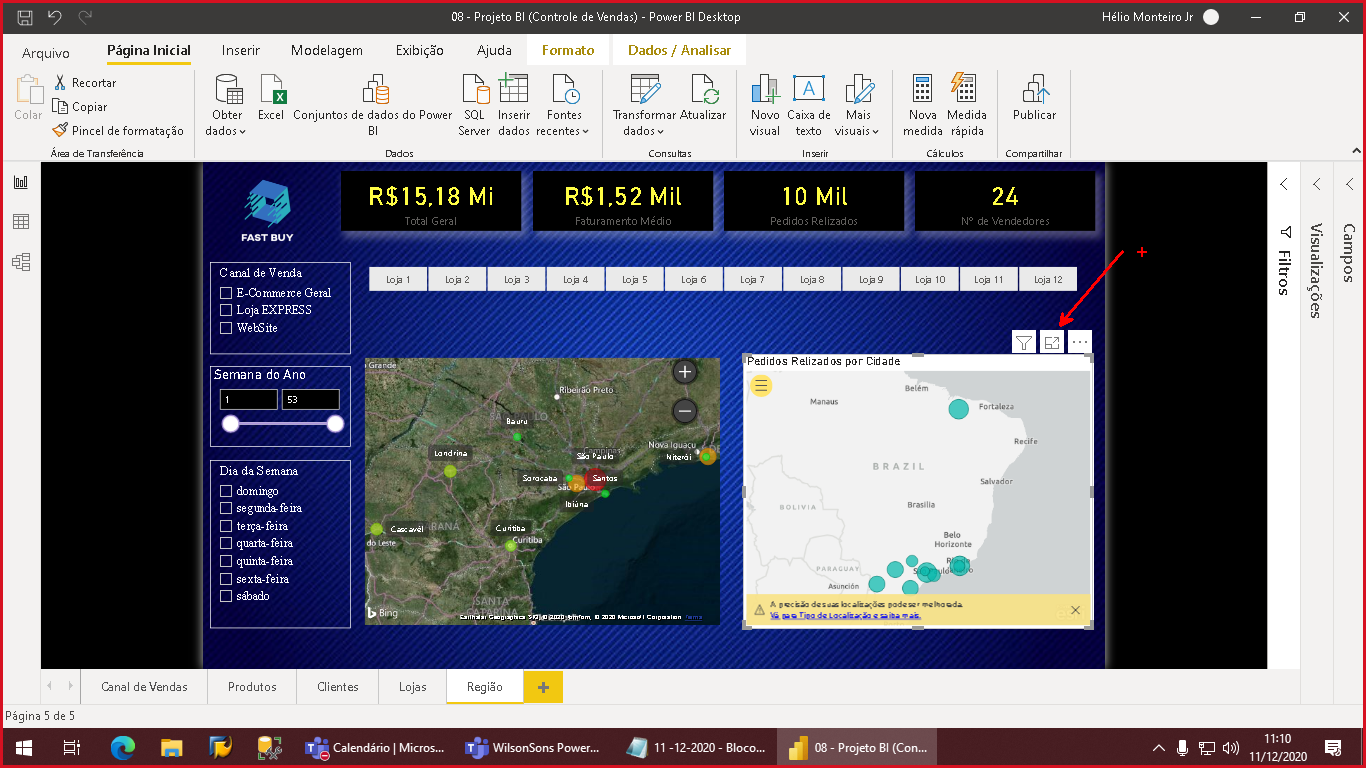 08 - Projeto BI (Controle de Vendas) - Power BI Desktop
Hélio Monteiro Jr
Arquivo
Página Inicial
Inserir
Modelagem
Exibição
Ajuda
Formato
Dados / Analisar
Colar
Recortar
Copiar
Pincel de formatação
Área de Transferência
Obter dados
Excel
Conjuntos de dados do Power BI
SQL Server
Inserir dados
Fontes recentes
Dados
Transformar dados
Atualizar
Consultas
Novo visual
Caixa de texto
Mais visuais
Inserir
Nova medida
Medida rápida
Cálculos
Publicar
Compartilhar
FAST BUY
R$15,18 Mi
Total Geral
R$1,52 Mil
Faturamento Médio
10 Mil
Pedidos Relizados
24
Nº de Vendedores
Canal de Venda
E-Commerce Geral
Loja EXPRESS
WebSite
Loja 1
Loja 2
Loja 3
Loja 4
Loja 5
Loja 6
Loja 7
Loja 8
Loja 9
Loja 10
Loja 11
Loja 12
Semana do Ano
1
53
Dia da Semana
domingo
segunda-feira
terça-feira
quarta-feira
quinta-feira
sexta-feira
sábado
Grande
Ribeirão Preto
Bauru
Londrina
Nova Iguaçu
Niterói
São Paulo
Sorocaba
Santos
Ibiúna
Cascavél
Curitiba
Curitiba
do Leste
SANTA
CATARINA
Bing
Terms
Pedidos Relizados por Cidade
Belém
Manaus
Fortaleza
Recife
BRAZIL
Salvador
BOLIVIA
Brasília
Belo
Horizonte
PARAGUAY
Asunción
A precisão de suas localizações pode ser melhorada.
Vá para Tipo de Localização e saiba mais.
Filtros
Visualizações
Campos
Canal de Vendas
Produtos
Clientes
Lojas
Região
Página 5 de 5
Calendário | Micros...
WilsonSons Power...
11 -12-2020 - Bloco...
08 - Projeto BI (Con...
11:10
11/12/2020